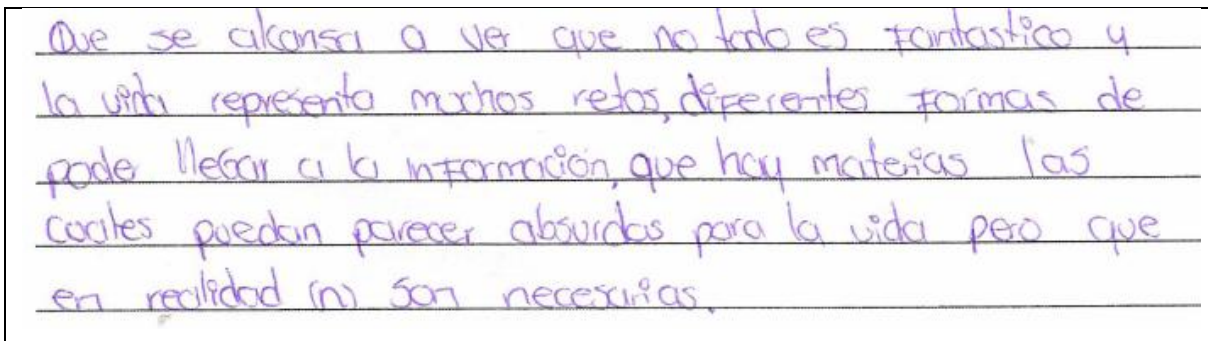 Que se alcansa a ver que no todo es fantastico y
la vida representa muchos retos, diferentes formas de
pode llegar a la información, que hay materias las
cuales puedan parecer absurdas para la vida pero que
en realidad (n) son necesarias.